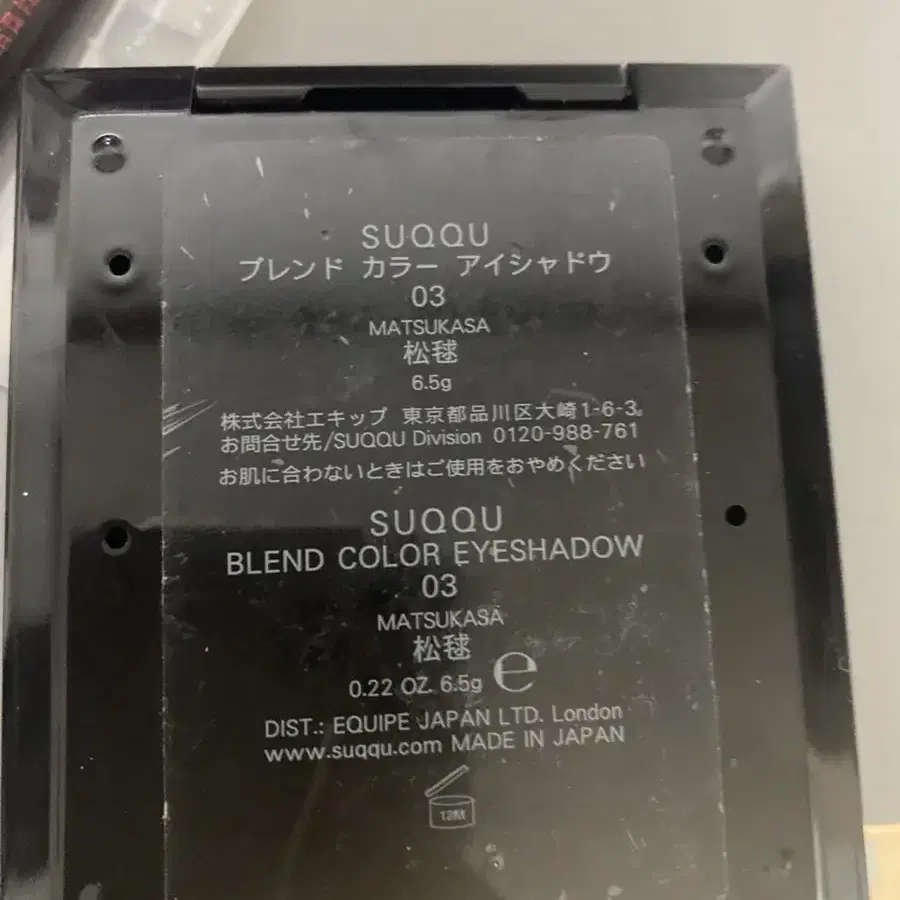 SUQQU
ブレンド カラー アイシャドウ
03
MATSUKASA
松毬
6.5g
株式会社エキップ 東京都品川区大崎1-6-3。
お問合せ先/SUQQU Division 0120-988-761
お肌に合わないときはご使用をおやめください
SUQQU
BLEND COLOR EYESHADOW
03
MATSUKASA
松毬
0.22 OZ. 6.5g e
DIST.: EQUIPE JAPAN LTD. London
www.suqqu.com MADE IN JAPAN
12M